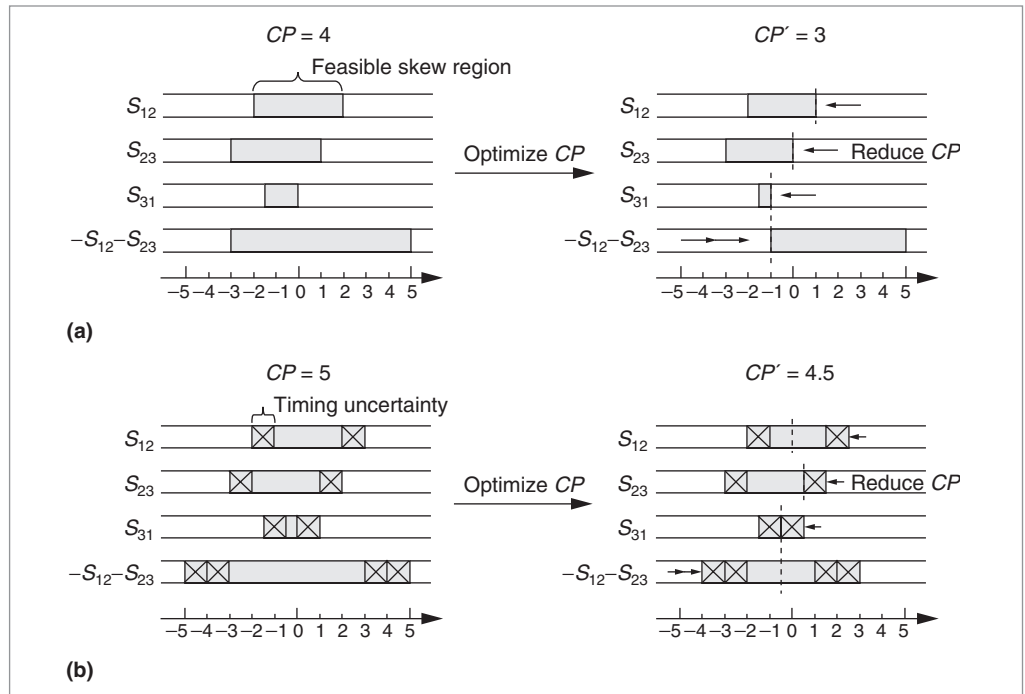 CP = 4
CP′ = 3
Feasible skew region
S12
S23
S31
–S12–S23
–5 –4 –3 –2 –1 0 1 2 3 4 5
Optimize CP
S12
S23
Reduce CP
S31
–S12–S23
–5 –4 –3 –2 –1 0 1 2 3 4 5
(a)
CP = 5
CP′ = 4.5
Timing uncertainty
S12
S23
S31
–S12–S23
–5 –4 –3 –2 –1 0 1 2 3 4 5
Optimize CP
S12
S23
Reduce CP
S31
–S12–S23
–5 –4 –3 –2 –1 0 1 2 3 4 5
(b)